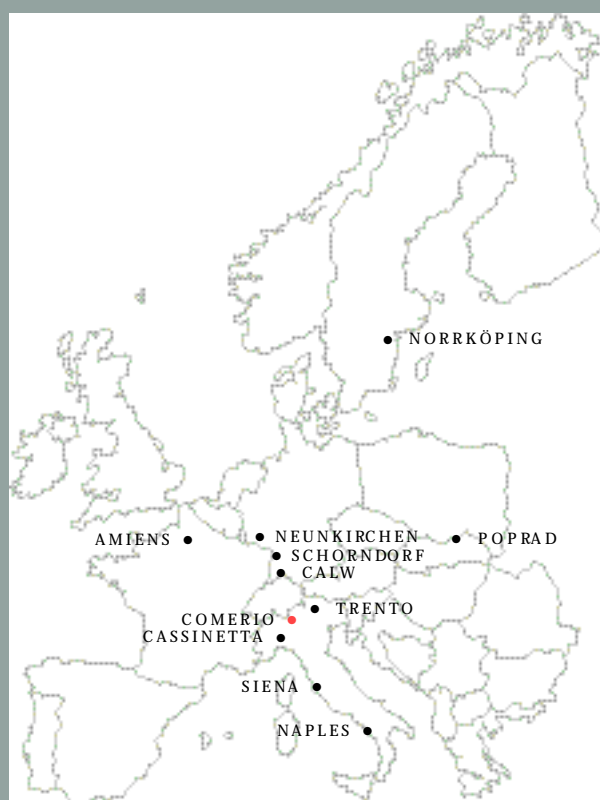 NORRKÖPING
AMIENS
NEUNKIRCHEN
POPRAD
SCHORNDORF
CALW
TRENTO
COMERIO
CASSINETTA
SIENA
NAPLES